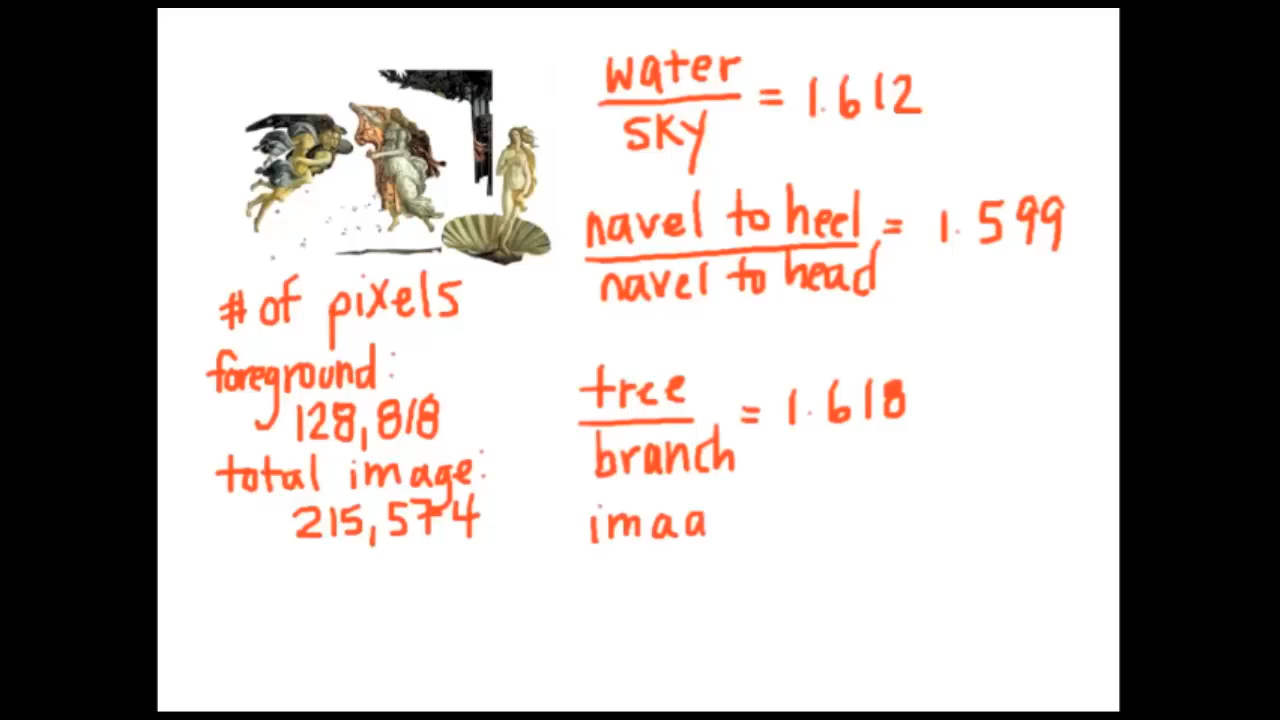 water
sky
= 1.612
navel to heel
navel to head
= 1.599
# of pixels
foreground:
128,818
total image:
215,574
tree
branch
= 1.618
imaa